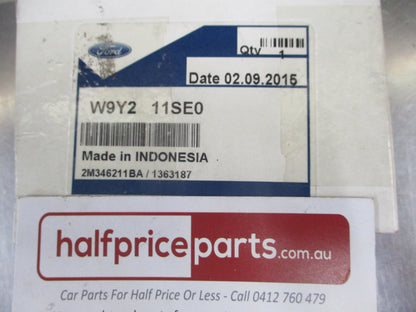 Ford
Qty 1
Date 02.09.2015
W9Y2 11SE0
Made in INDONESIA
2M346211BA / 1363187
halfpriceparts.com.au
Car Parts For Half Price Or Less - Call 0412 760 479